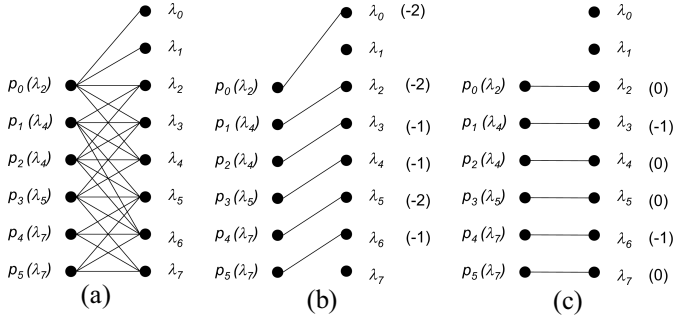 λ0
λ1
p0(λ2) λ2
p1(λ4) λ3
p2(λ4) λ4
p3(λ5) λ5
p4(λ7) λ6
p5(λ7) λ7
(a)
λ0 (-2)
λ1
p0(λ2) λ2 (-2)
p1(λ4) λ3 (-1)
p2(λ4) λ4 (-1)
p3(λ5) λ5 (-2)
p4(λ7) λ6 (-1)
p5(λ7) λ7
(b)
λ0
λ1
p0(λ2) λ2 (0)
p1(λ4) λ3 (-1)
p2(λ4) λ4 (0)
p3(λ5) λ5 (0)
p4(λ7) λ6 (-1)
p5(λ7) λ7 (0)
(c)